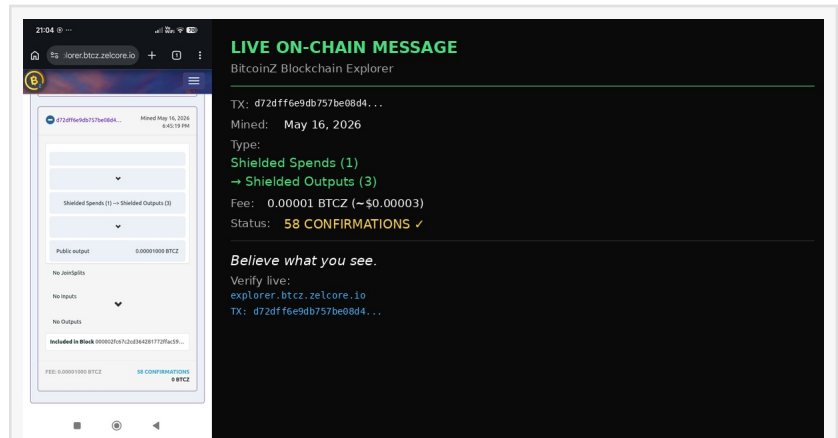 21:04
lorer.btcz.zelcore.io
d72dff6e9db757be08d4...
Mined May 16, 2026
6:45:19 PM
Shielded Spends (1) --> Shielded Outputs (3)
Public output 0.00001000 BTCZ
No JoinSplits
No Inputs
No Outputs
Included in Block 000002fc67c2cd364281772ffac59...
FEE: 0.00001000 BTCZ
58 CONFIRMATIONS
0 BTCZ
LIVE ON-CHAIN MESSAGE
BitcoinZ Blockchain Explorer
TX: d72dff6e9db757be08d4...
Mined: May 16, 2026
Type:
Shielded Spends (1)
→ Shielded Outputs (3)
Fee: 0.00001 BTCZ (~$0.00003)
Status: 58 CONFIRMATIONS ✓
Believe what you see.
Verify live:
explorer.btcz.zelcore.io
TX: d72dff6e9db757be08d4...